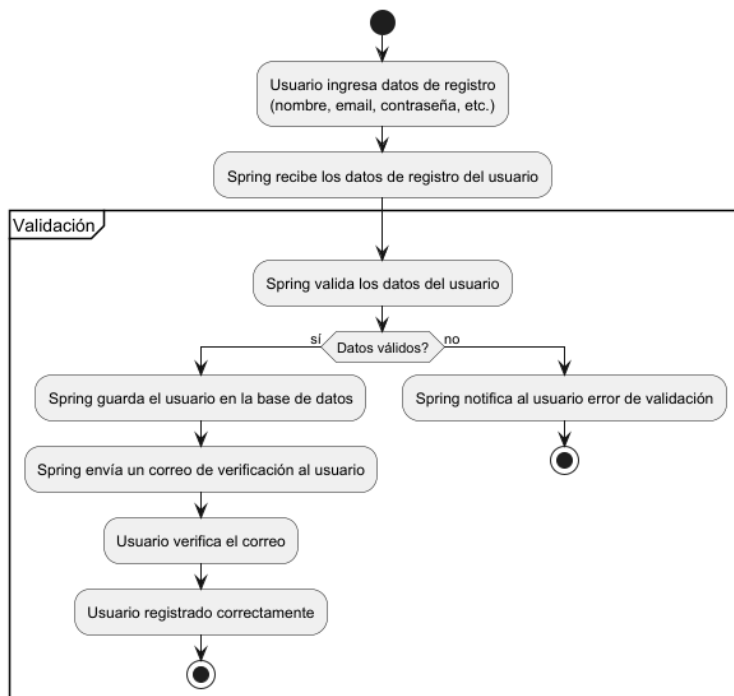 Usuario ingresa datos de registro
(nombre, email, contraseña, etc.)
Spring recibe los datos de registro del usuario
Validación
Spring valida los datos del usuario
sí
Datos válidos?
no
Spring guarda el usuario en la base de datos
Spring notifica al usuario error de validación
Spring envía un correo de verificación al usuario
Usuario verifica el correo
Usuario registrado correctamente